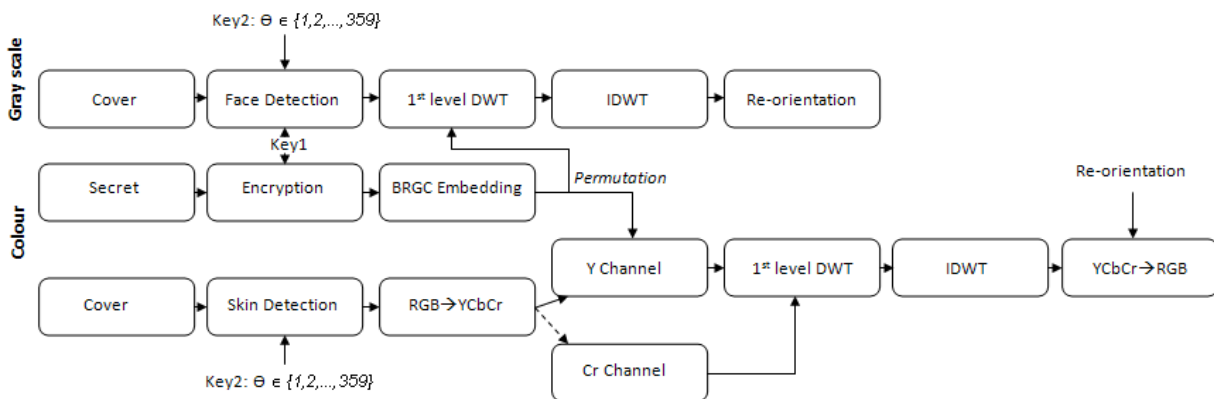 Key2: Ɵ ϵ {1,2,..., 359}
Gray scale
Cover
Face Detection
1st level DWT
IDWT
Re-orientation
Key1
Secret
Encryption
BRGC Embedding
Permutation
Re-orientation
Colour
Y Channel
1st level DWT
IDWT
YCbCr→RGB
Cover
Skin Detection
RGB→YCbCr
Cr Channel
Key2: Ɵ ϵ {1,2,..., 359}